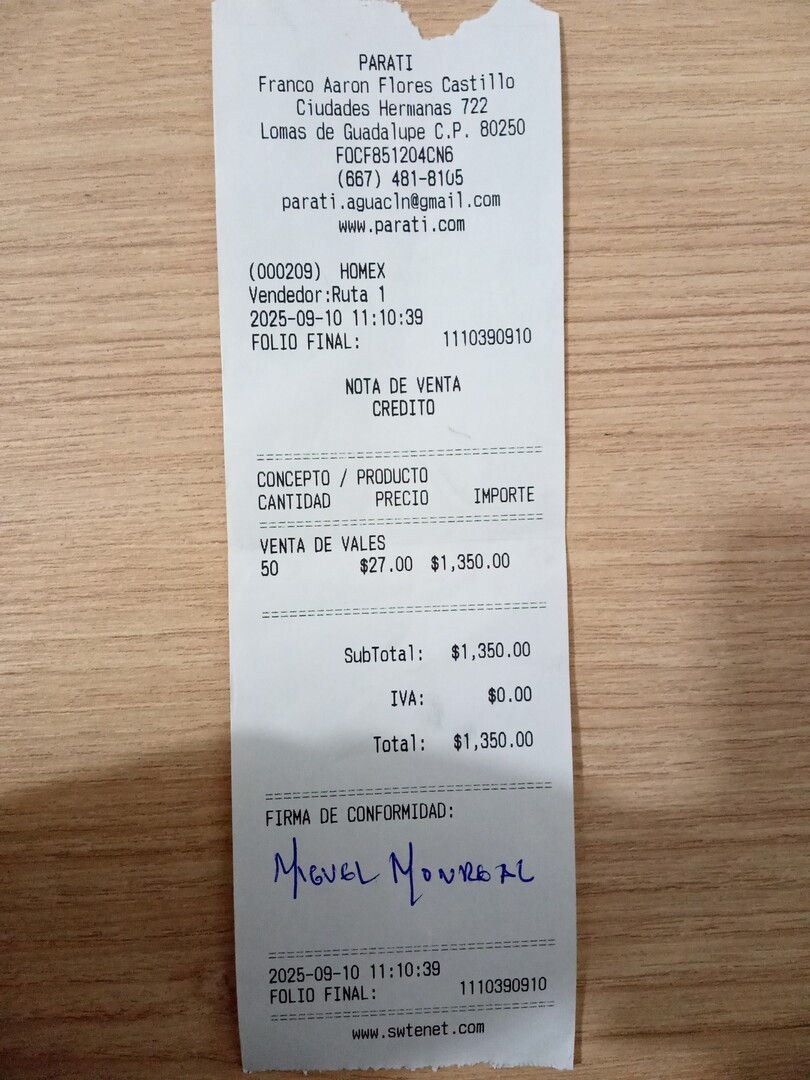 PARATI
Franco Aaron Flores Castillo
Ciudades Hermanas 722
Lomas de Guadalupe C.P. 80250
FOCF851204CN6
(667) 481-8105
parati.aguacln@gmail.com
www.parati.com
(000209) HOMEX
Vendedor:Ruta 1
2025-09-10 11:10:39
FOLIO FINAL: 1110390910
NOTA DE VENTA
CREDITO
CONCEPTO / PRODUCTO
CANTIDAD PRECIO IMPORTE
VENTA DE VALES
50 $27.00 $1,350.00
SubTotal: $1,350.00
IVA: $0.00
Total: $1,350.00
FIRMA DE CONFORMIDAD:
MIGUEL MONREAL
2025-09-10 11:10:39
FOLIO FINAL: 1110390910
www.swtenet.com